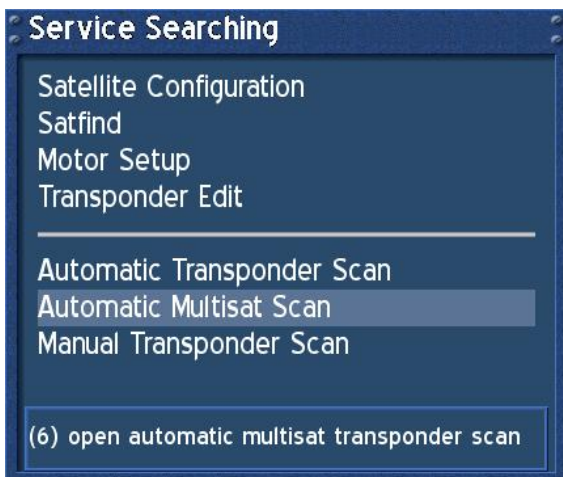 Service Searching
Satellite Configuration
Satfind
Motor Setup
Transponder Edit
Automatic Transponder Scan
Automatic Multisat Scan
Manual Transponder Scan
(6) open automatic multisat transponder scan